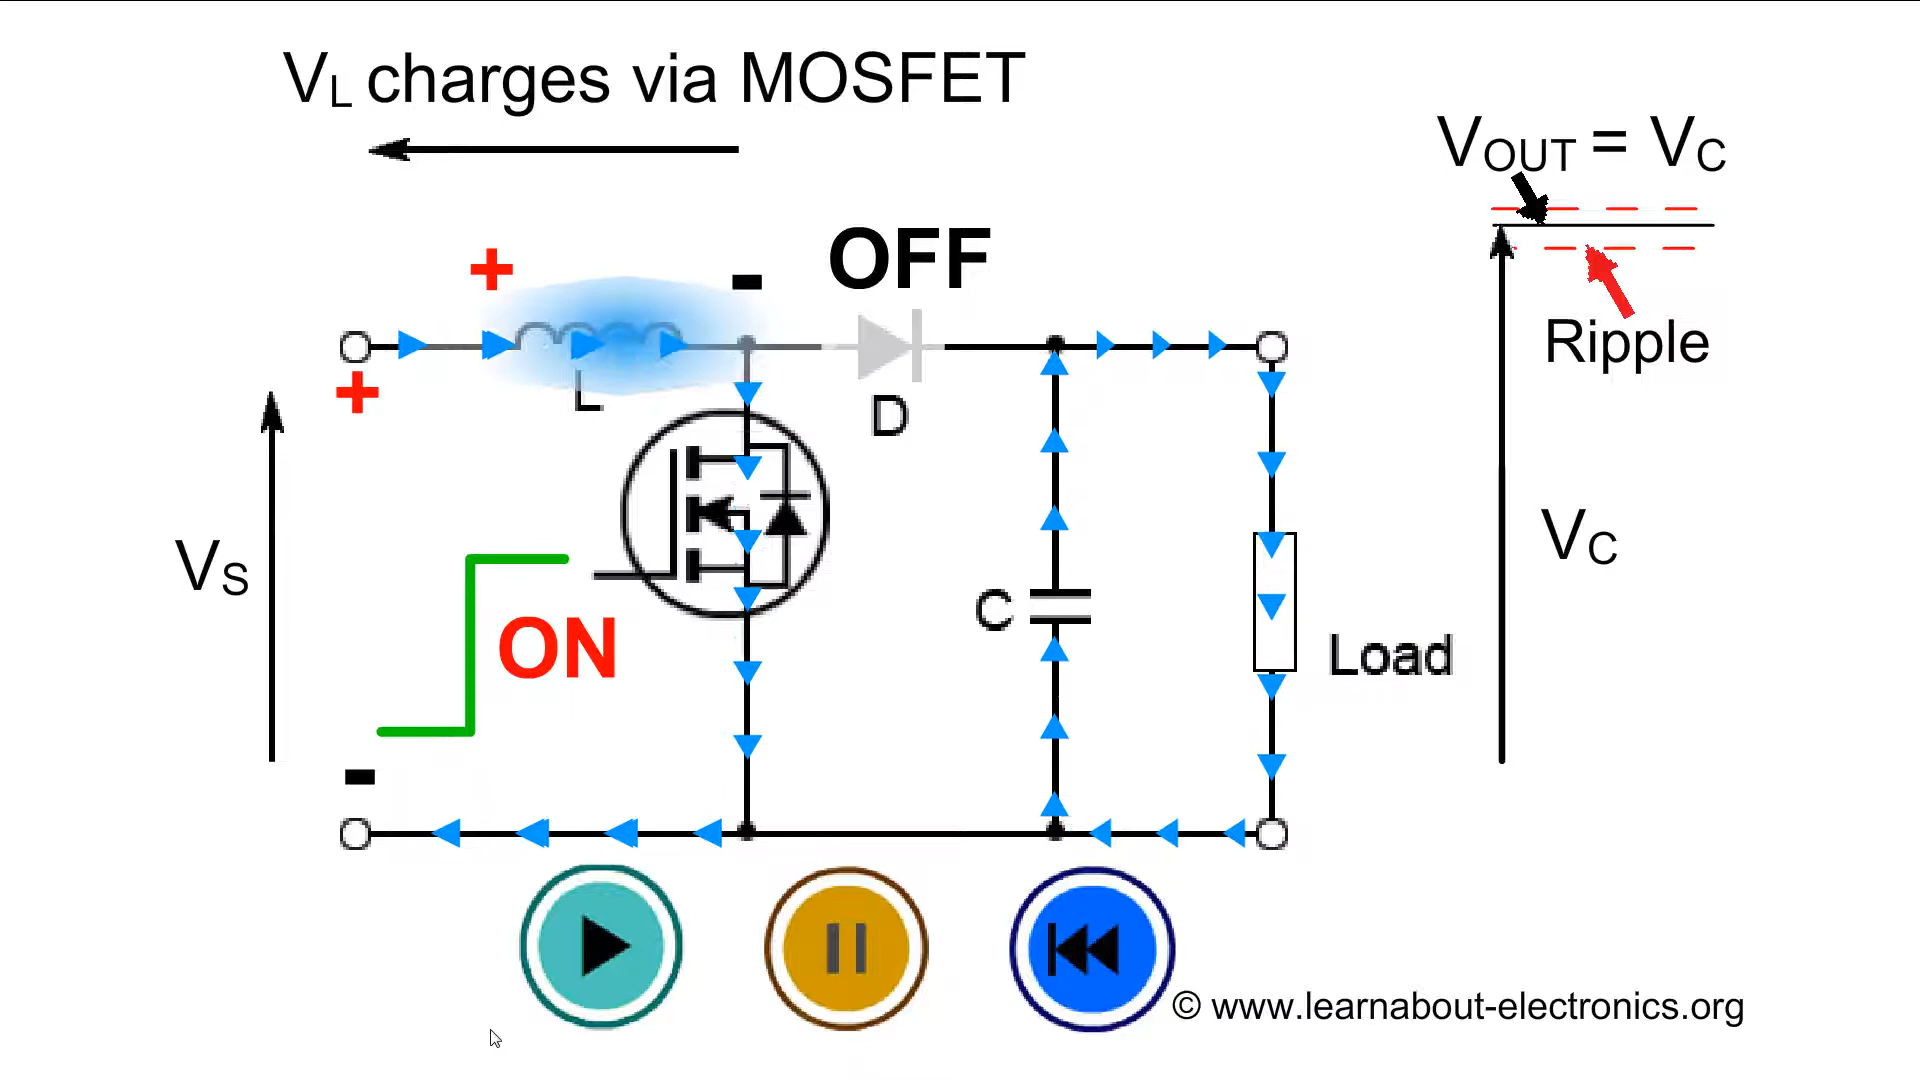 VL charges via MOSFET
VOUT = VC
+
-
OFF
Ripple
+
L
D
VS
VC
C
ON
Load
-
© www.learnabout-electronics.org